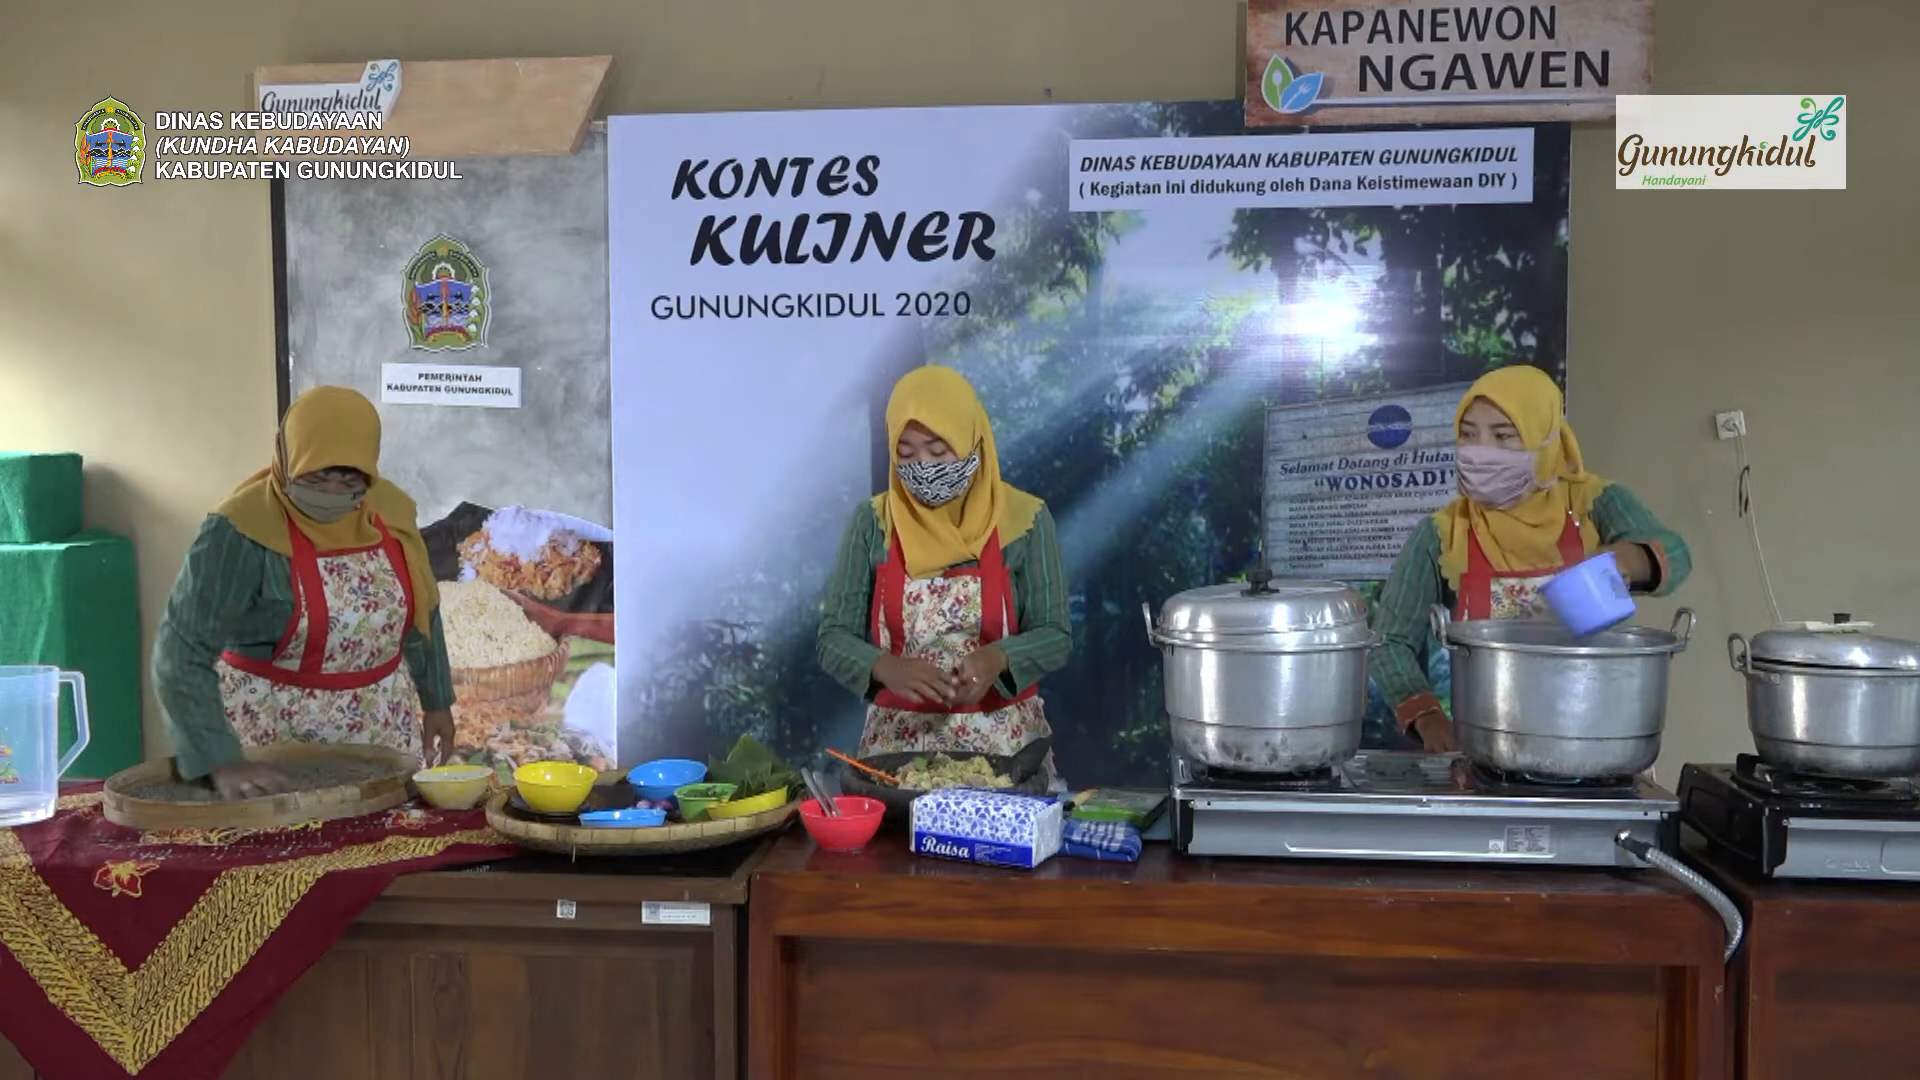 KAPANEWON
NGAWEN
Gunungkidul
DINAS KEBUDAYAAN
(KUNDHA KABUDAYAN)
KABUPATEN GUNUNGKIDUL
Gunungkidul
Handayani
KONTES
KULINER
GUNUNGKIDUL 2020
DINAS KEBUDAYAAN KABUPATEN GUNUNGKIDUL
( Kegiatan ini didukung oleh Dana Keistimewaan DIY )
PEMERINTAH
KABUPATEN GUNUNGKIDUL
Selamat Datang di Hutan
"WONOSADI"
Raisa